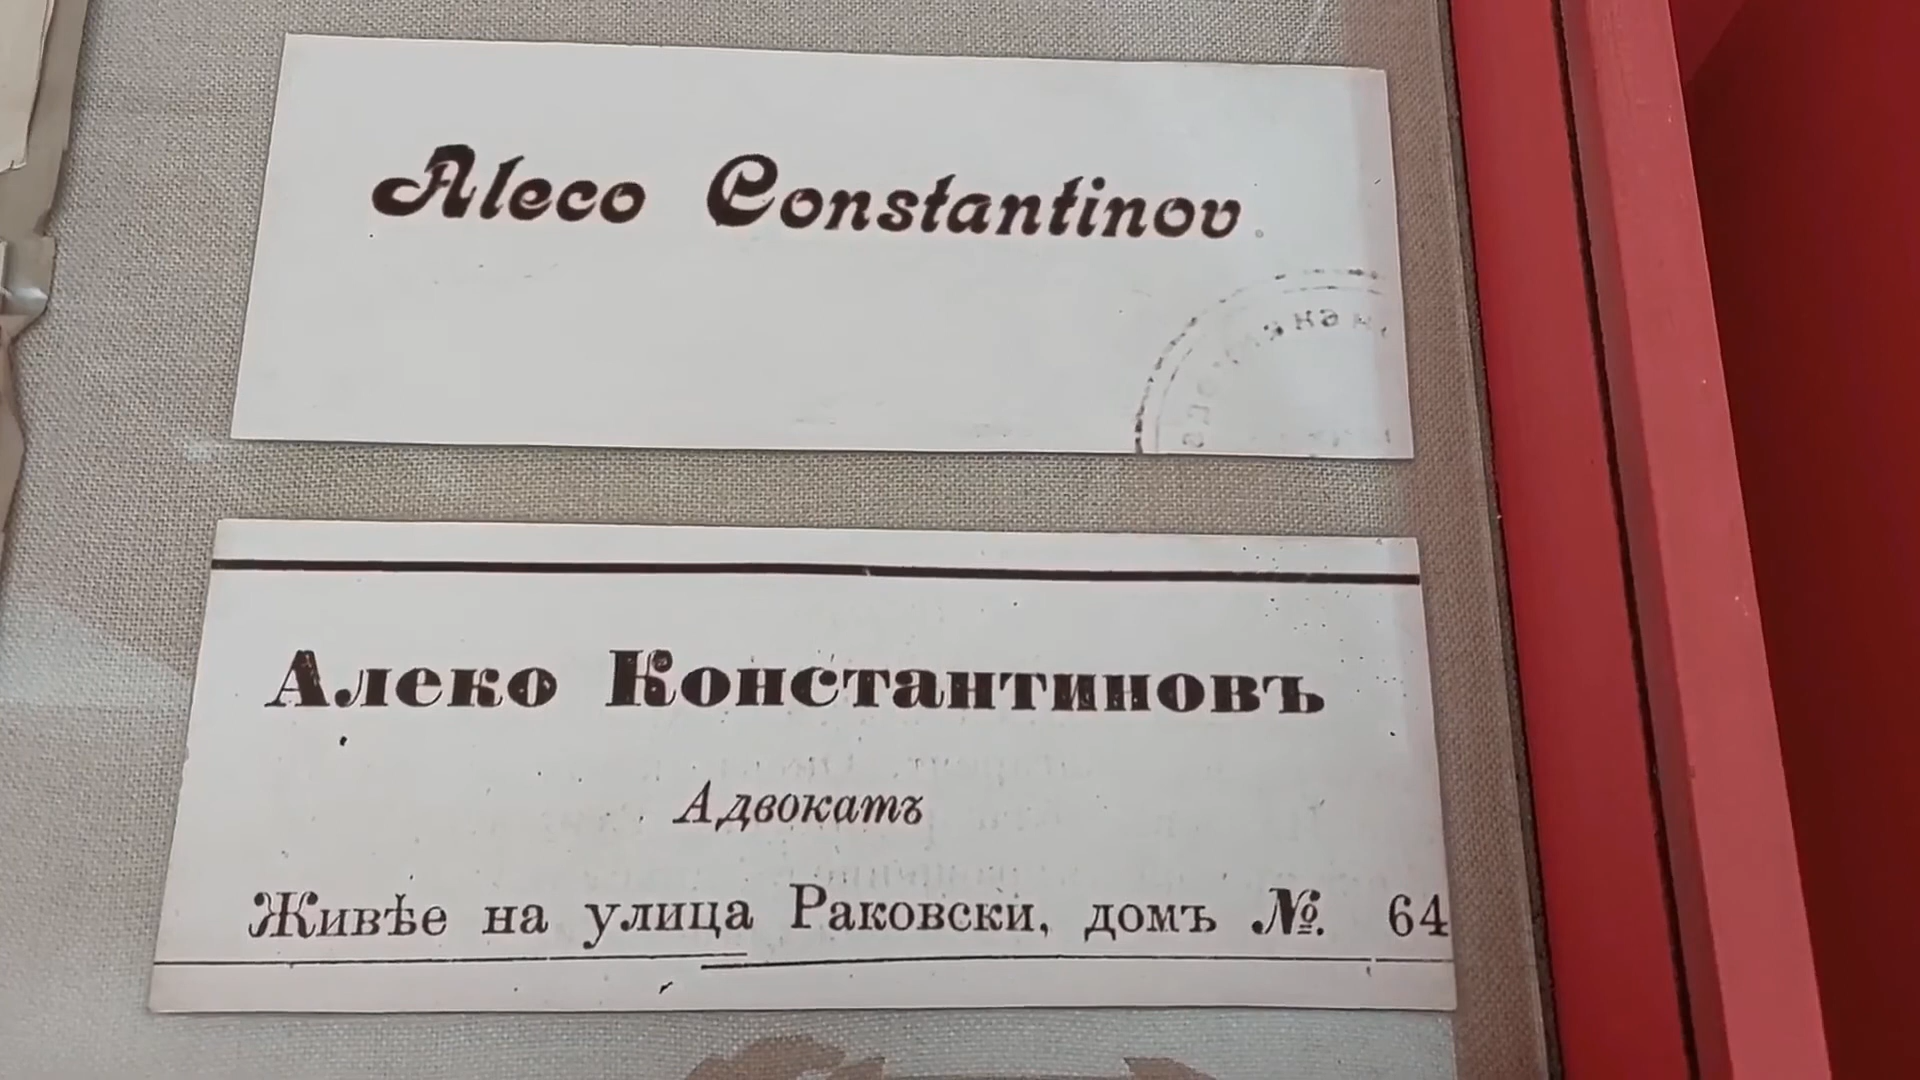 Aleco Constantinov
Алеко Константиновъ
Адвокатъ
Живѣе на улица Раковски, домъ №. 64